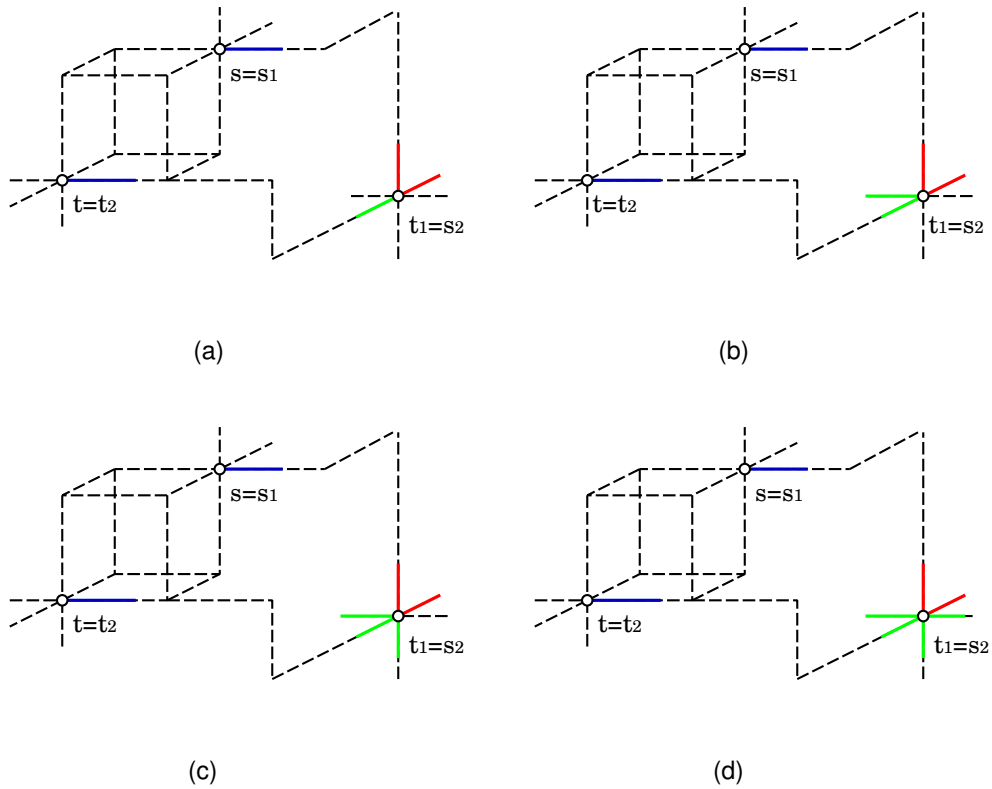 s=s1
s=s1
t=t2
t1=s2
t=t2
t1=s2
(a)
(b)
s=s1
s=s1
t=t2
t1=s2
t=t2
t1=s2
(c)
(d)